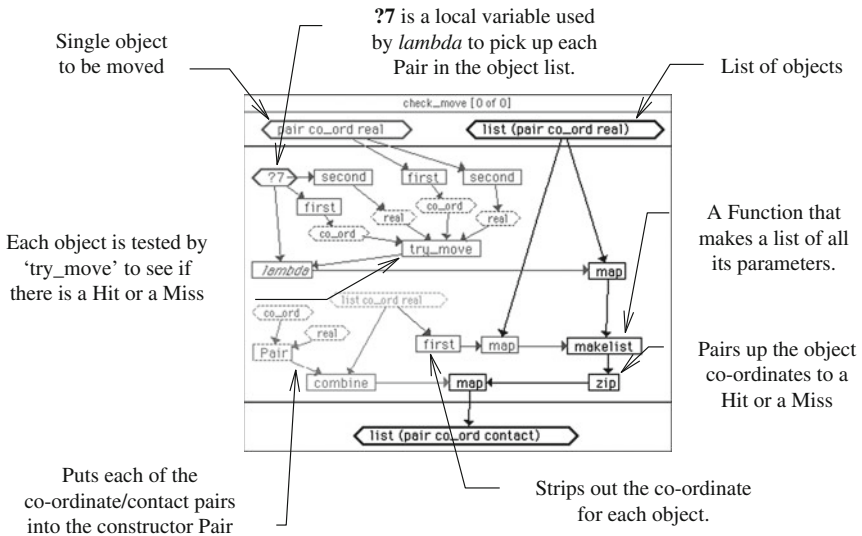 ?7 is a local variable used
by lambda to pick up each
Pair in the object list.
Single object
to be moved
List of objects
check_move [0 of 0]
pair co_ord real
list (pair co_ord real)
?7
second
first
second
first
co_ord
real
co_ord
real
try_move
lambda
map
Each object is tested by
‘try_move’ to see if
there is a Hit or a Miss
A Function that
makes a list of all
its parameters.
list co_ord real
co_ord
real
Pair
first
map
makelist
combine
map
zip
Pairs up the object
co-ordinates to a
Hit or a Miss
list (pair co_ord contact)
Puts each of the
co-ordinate/contact pairs
into the constructor Pair
Strips out the co-ordinate
for each object.